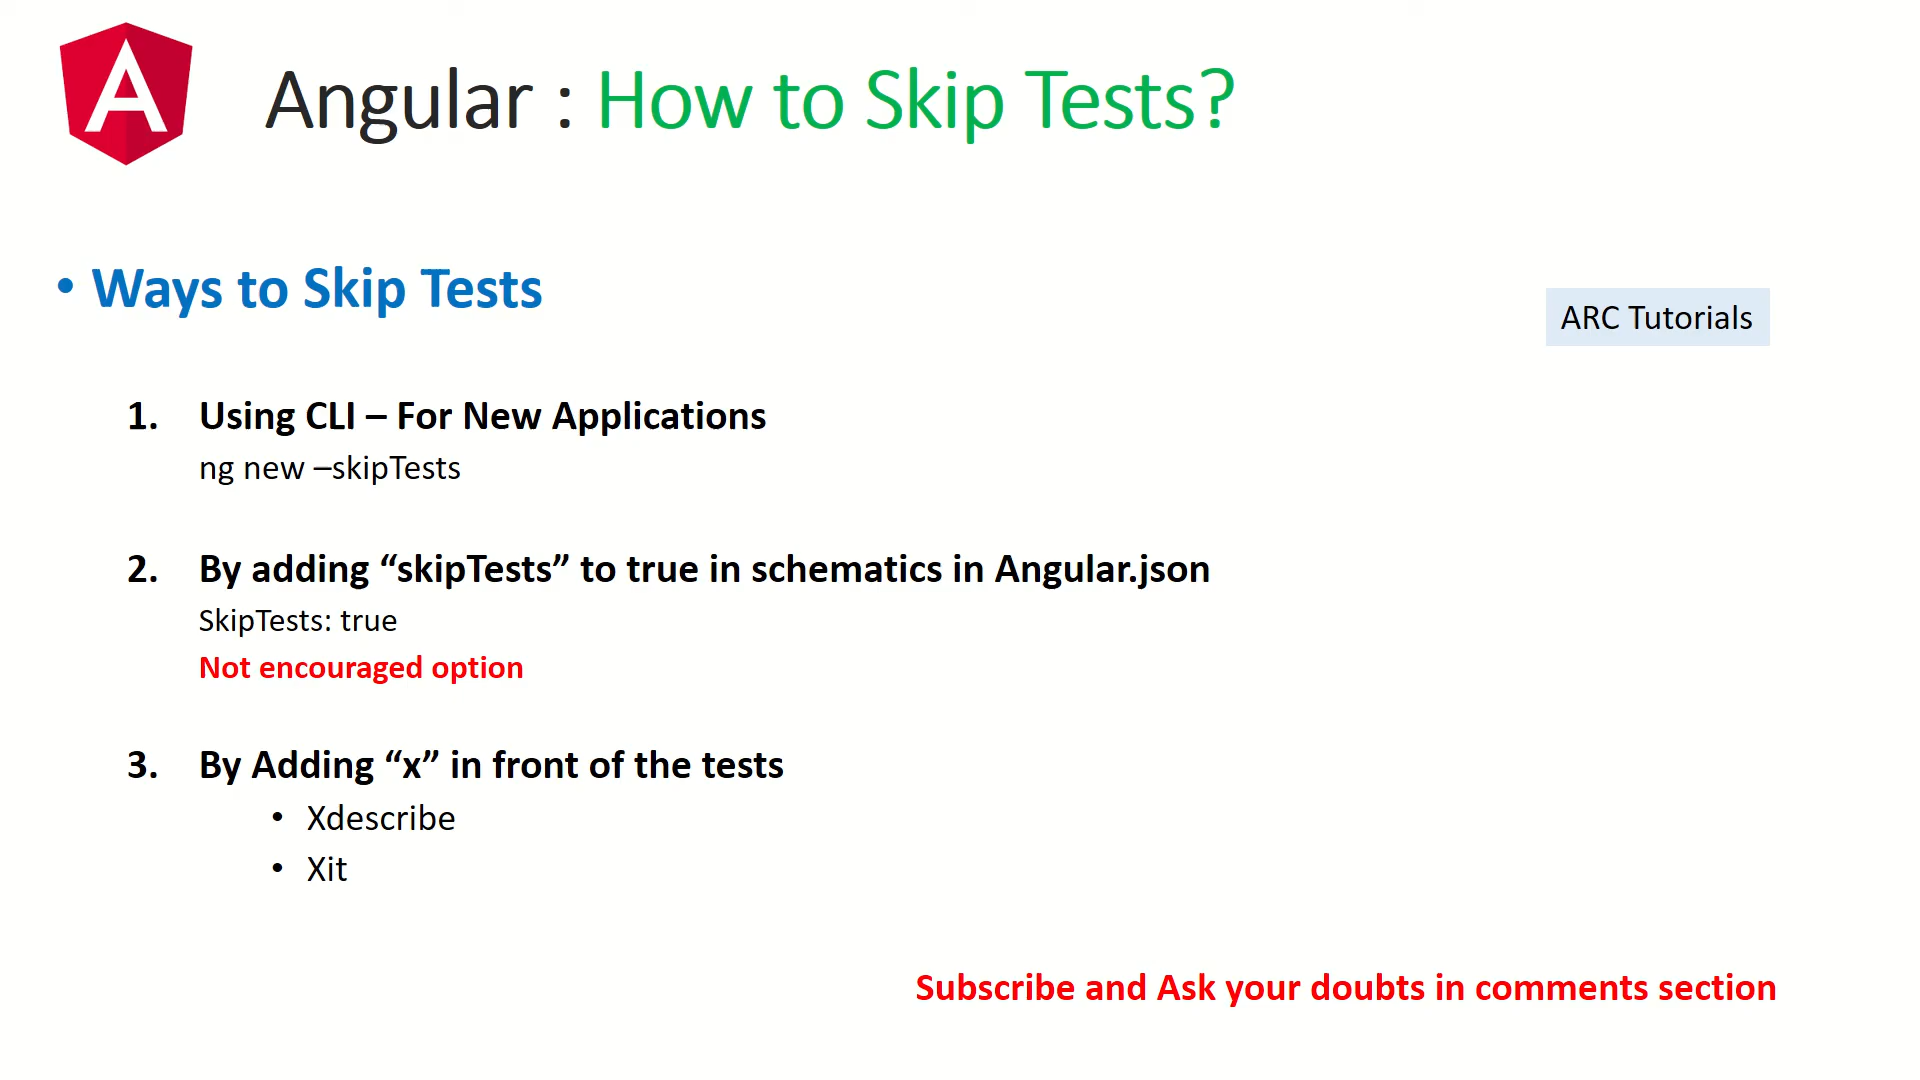 Angular : How to Skip Tests?
• Ways to Skip Tests
ARC Tutorials
1. Using CLI – For New Applications
ng new –skipTests
2. By adding “skipTests” to true in schematics in Angular.json
SkipTests: true
Not encouraged option
3. By Adding “x” in front of the tests
• Xdescribe
• Xit
Subscribe and Ask your doubts in comments section